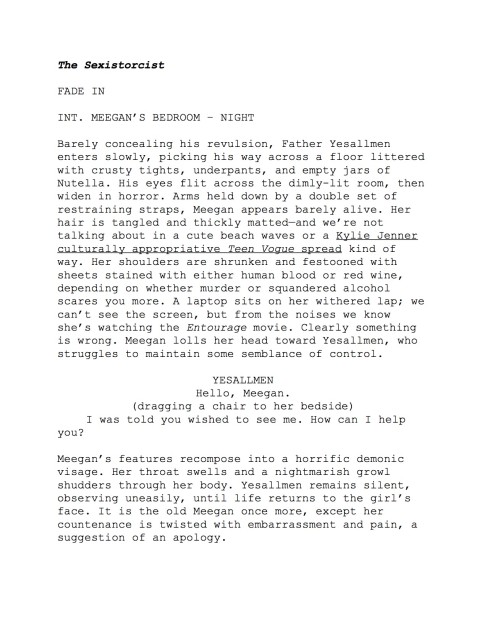 The Sexistorcist
FADE IN
INT. MEEGAN’S BEDROOM – NIGHT
Barely concealing his revulsion, Father Yesallmen
enters slowly, picking his way across a floor littered
with crusty tights, underpants, and empty jars of
Nutella. His eyes flit across the dimly-lit room, then
widen in horror. Arms held down by a double set of
restraining straps, Meegan appears barely alive. Her
hair is tangled and thickly matted—and we’re not
talking about in a cute beach waves or a Kylie Jenner
culturally appropriative Teen Vogue spread kind of
way. Her shoulders are shrunken and festooned with
sheets stained with either human blood or red wine,
depending on whether murder or squandered alcohol
scares you more. A laptop sits on her withered lap; we
can’t see the screen, but from the noises we know
she’s watching the Entourage movie. Clearly something
is wrong. Meegan lolls her head toward Yesallmen, who
struggles to maintain some semblance of control.
YESALLMEN
Hello, Meegan.
(dragging a chair to her bedside)
I was told you wished to see me. How can I help
you?
Meegan’s features recompose into a horrific demonic
visage. Her throat swells and a nightmarish growl
shudders through her body. Yesallmen remains silent,
observing uneasily, until life returns to the girl’s
face. It is the old Meegan once more, except her
countenance is twisted with embarrassment and pain, a
suggestion of an apology.